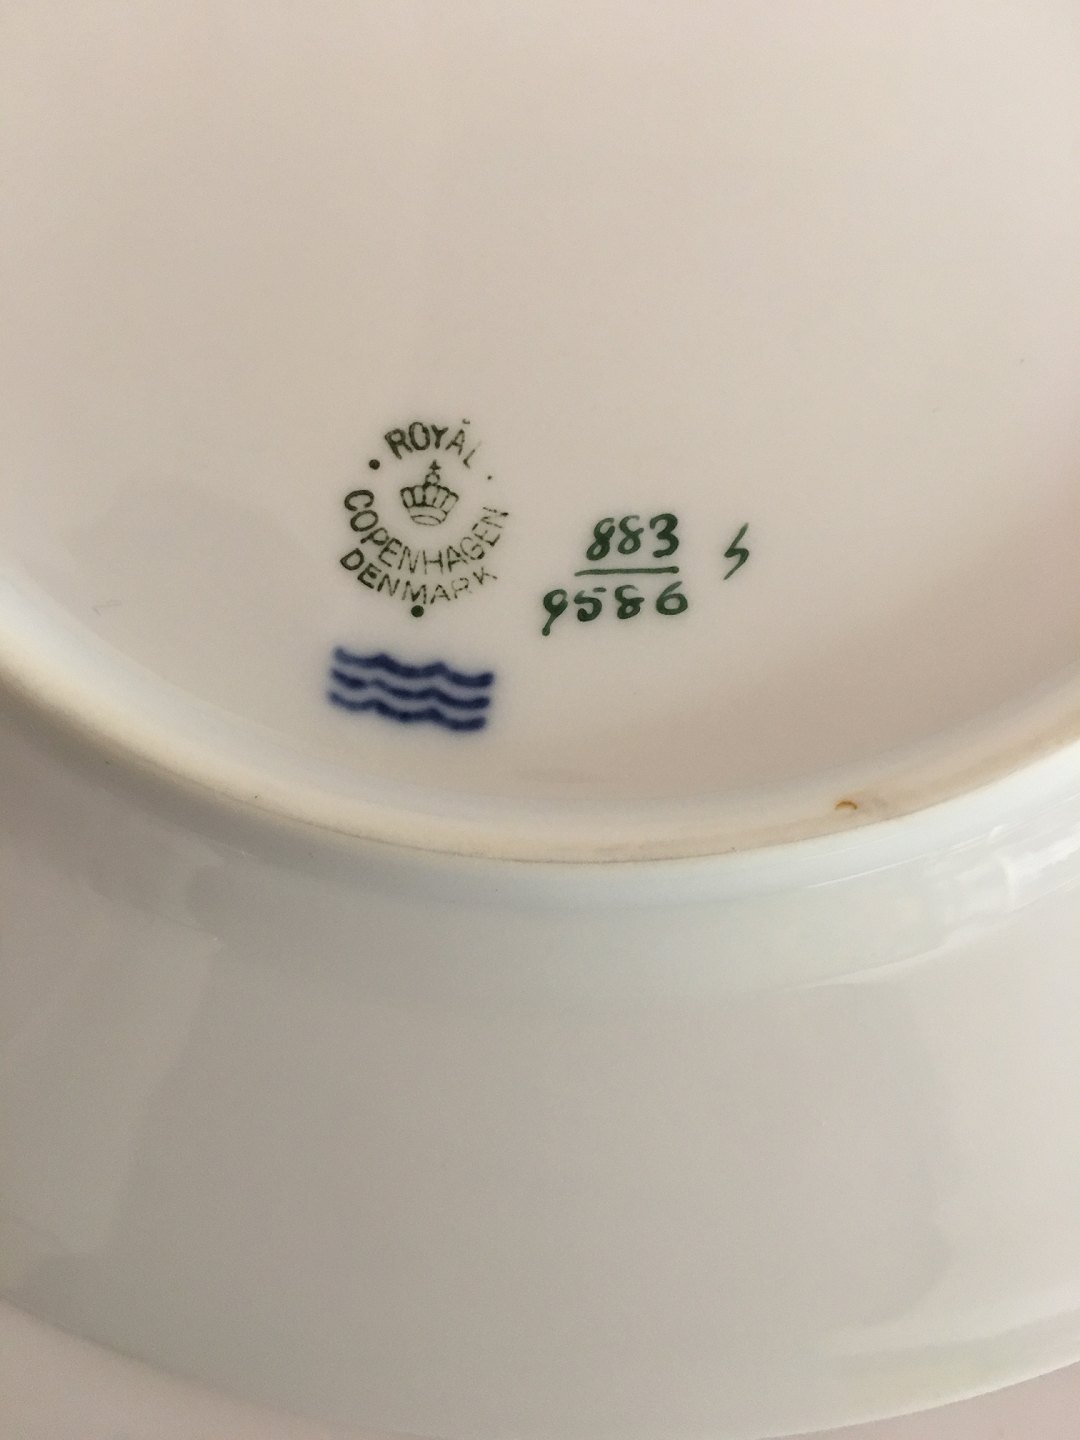 ROYAL
COPENHAGEN
DENMARK
883
9586